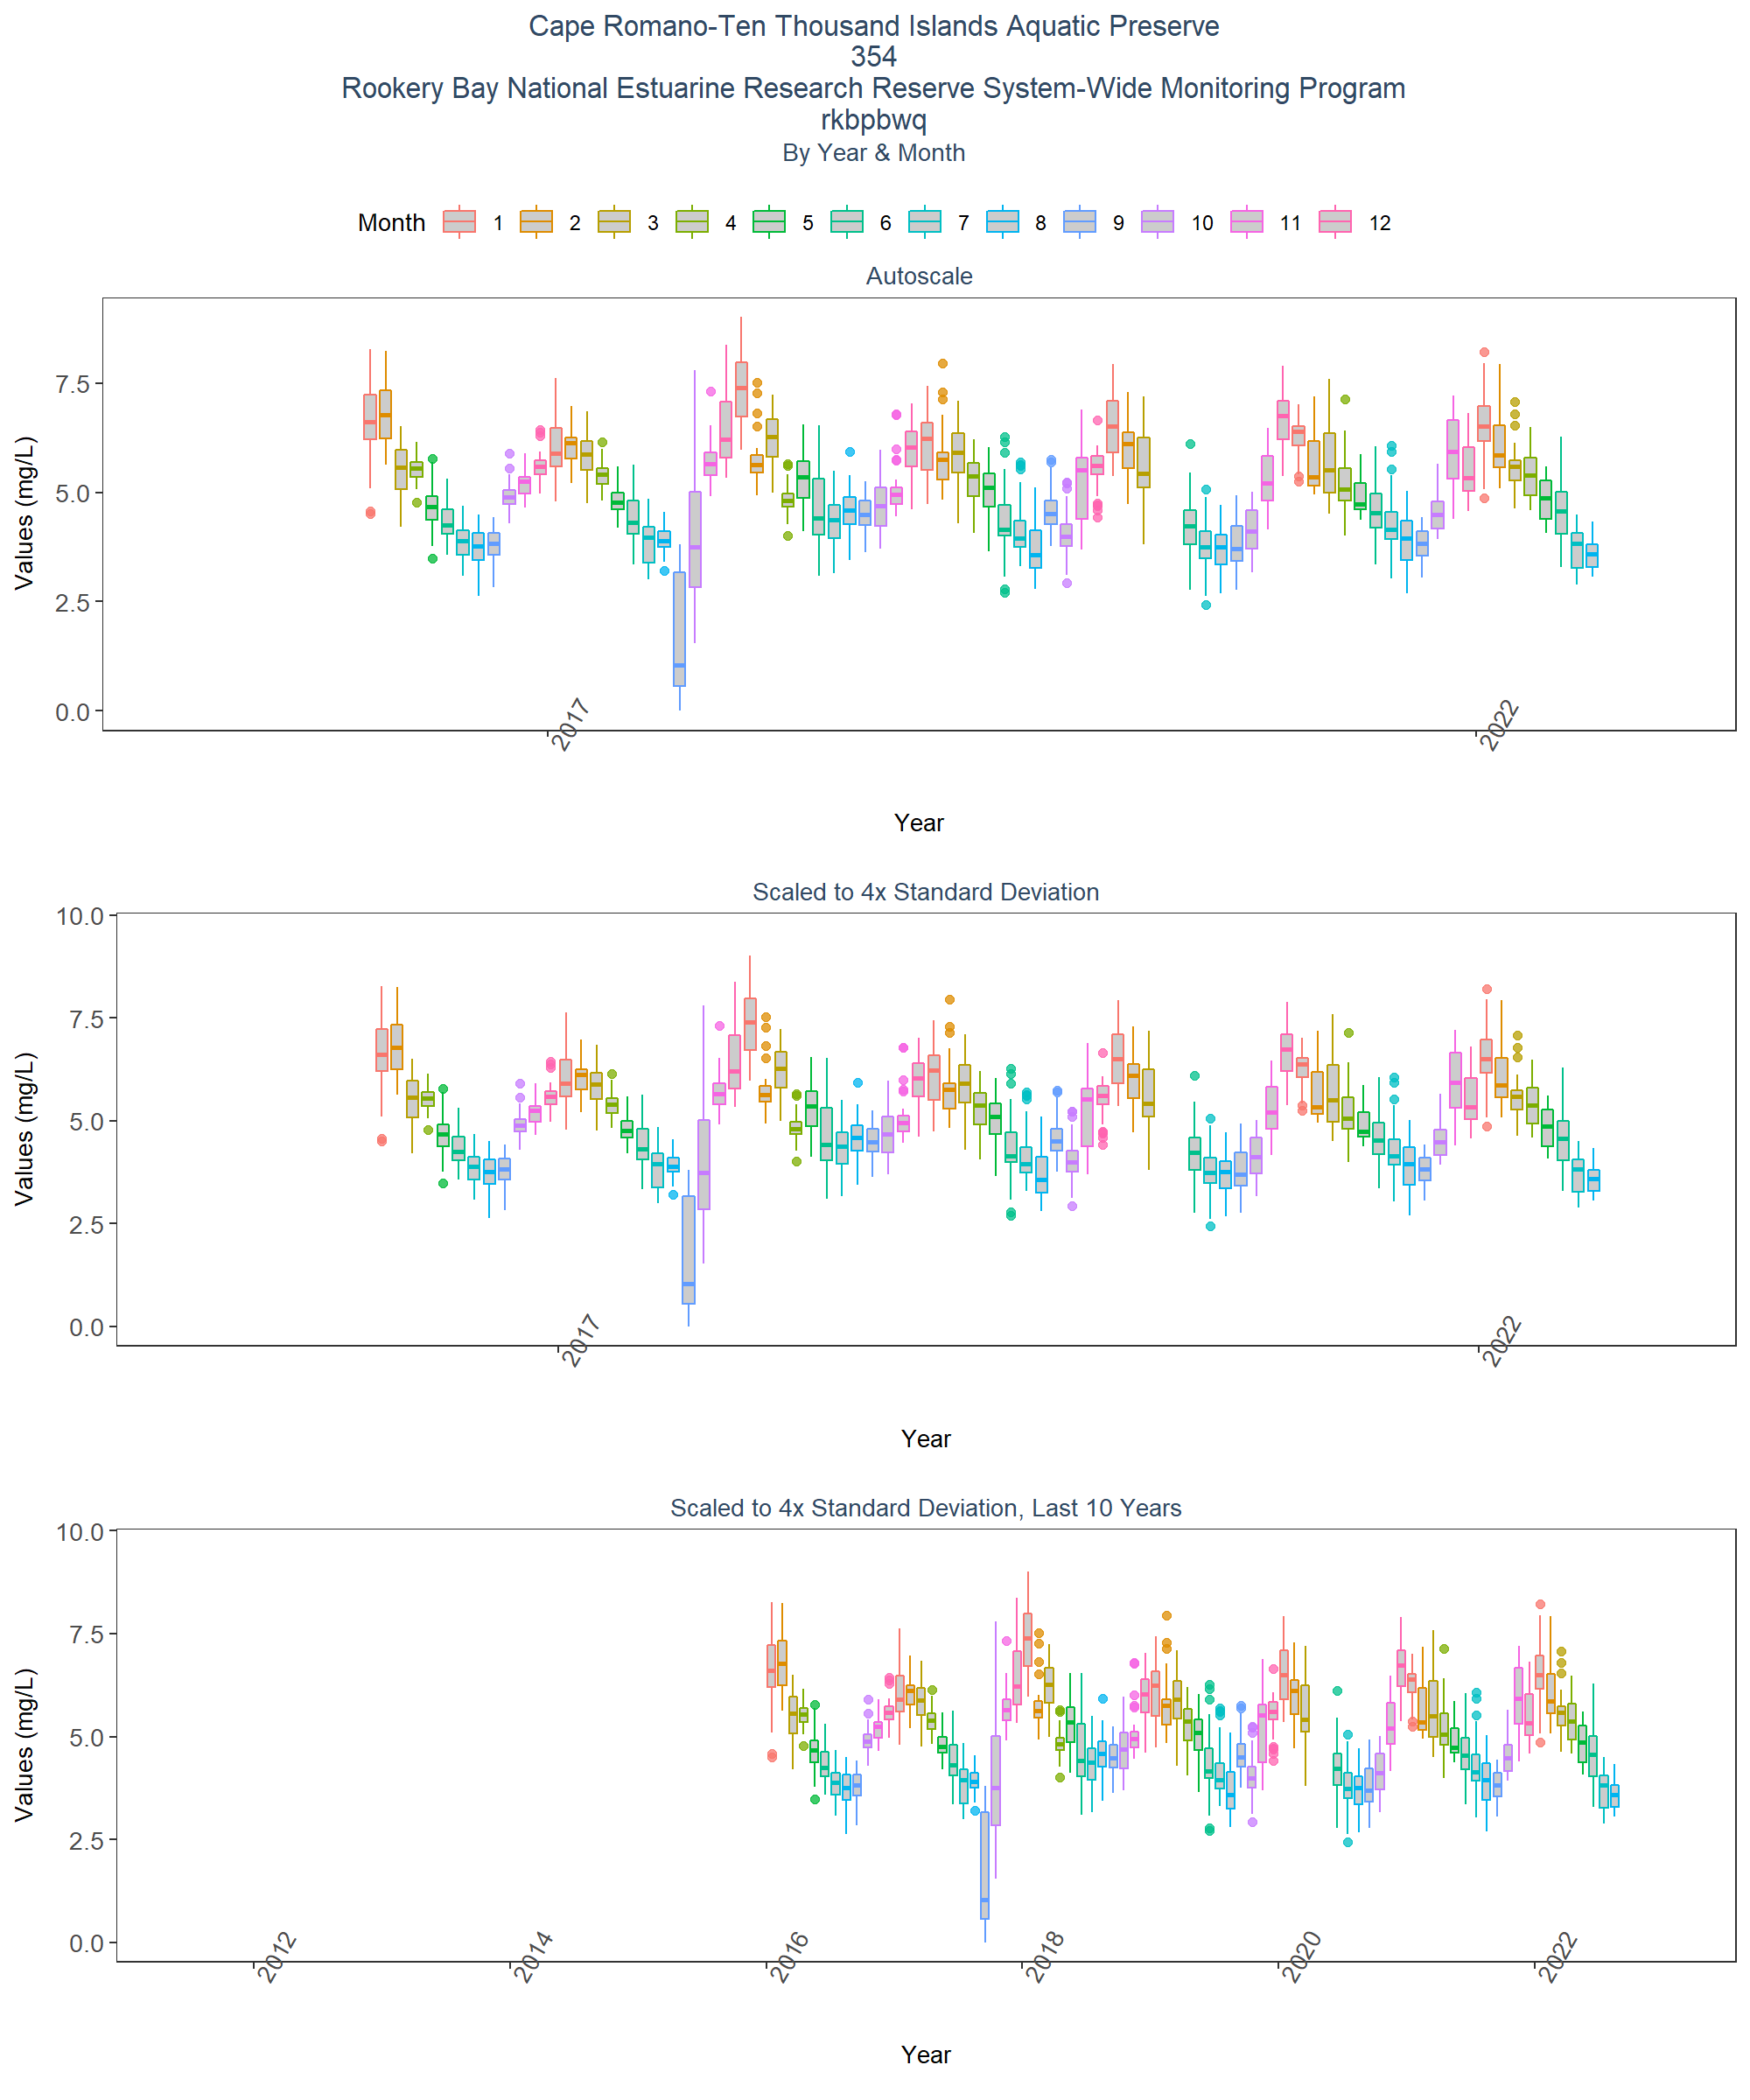 Cape Romano-Ten Thousand Islands Aquatic Preserve
354
Rookery Bay National Estuarine Research Reserve System-Wide Monitoring Program
rkbpbwq
By Year & Month
Month 1 2 3 4 5 6 7 8 9 10 11 12
Autoscale
Values (mg/L)
7.5
5.0
2.5
0.0
2017 2022
Year
Scaled to 4x Standard Deviation
Values (mg/L)
10.0
7.5
5.0
2.5
0.0
2017 2022
Year
Scaled to 4x Standard Deviation, Last 10 Years
Values (mg/L)
10.0
7.5
5.0
2.5
0.0
2012 2014 2016 2018 2020 2022
Year